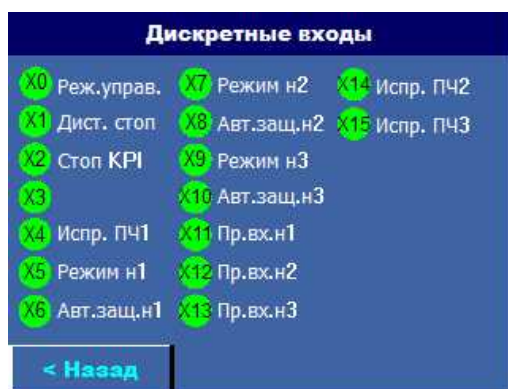 Дискретные входы
X0 Реж.управ.
X1 Дист. стоп
X2 Стоп KPI
X3
X4 Испр. ПЧ1
X5 Режим н1
X6 Авт.защ.н1
X7 Режим н2
X8 Авт.защ.н2
X9 Режим н3
X10 Авт.защ.н3
X11 Пр.вх.н1
X12 Пр.вх.н2
X13 Пр.вх.н3
X14 Испр. ПЧ2
X15 Испр. ПЧ3
< Назад